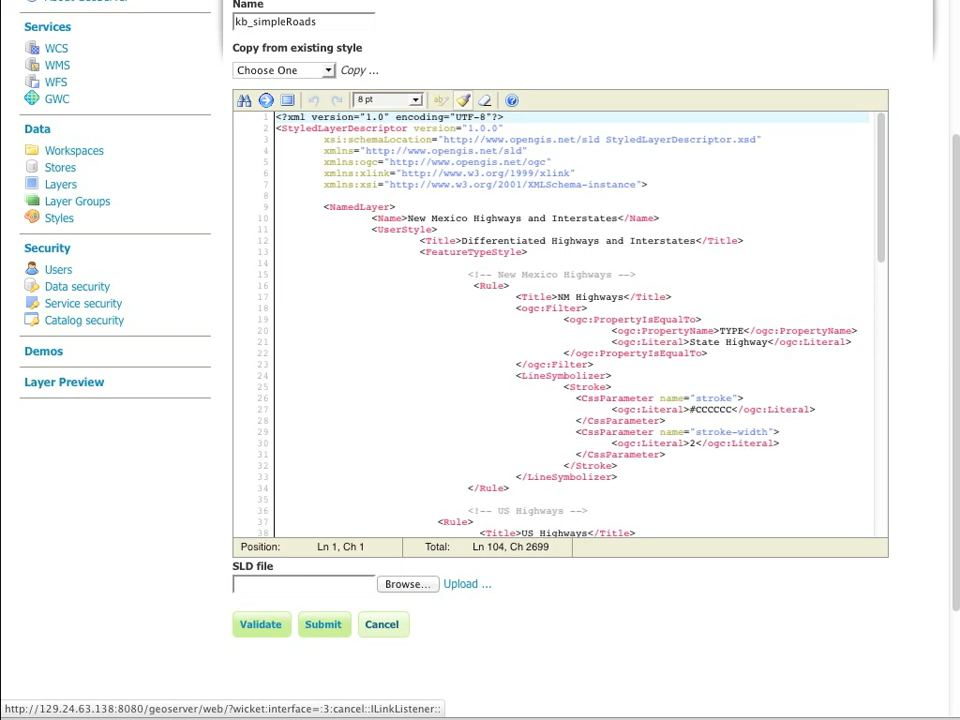 Services
WCS
WMS
WFS
GWC
Data
Workspaces
Stores
Layers
Layer Groups
Styles
Security
Users
Data security
Service security
Catalog security
Demos
Layer Preview
Name
kb_simpleRoads
Copy from existing style
Choose One Copy ...
8 pt
1 <?xml version="1.0" encoding="UTF-8"?>
2 <StyledLayerDescriptor version="1.0.0"
3 xsi:schemaLocation="http://www.opengis.net/sld StyledLayerDescriptor.xsd"
4 xmlns="http://www.opengis.net/sld"
5 xmlns:ogc="http://www.opengis.net/ogc"
6 xmlns:xlink="http://www.w3.org/1999/xlink"
7 xmlns:xsi="http://www.w3.org/2001/XMLSchema-instance">
8
9 <NamedLayer>
10 <Name>New Mexico Highways and Interstates</Name>
11 <UserStyle>
12 <Title>Differentiated Highways and Interstates</Title>
13 <FeatureTypeStyle>
14
15 <!-- New Mexico Highways -->
16 <Rule>
17 <Title>NM Highways</Title>
18 <ogc:Filter>
19 <ogc:PropertyIsEqualTo>
20 <ogc:PropertyName>TYPE</ogc:PropertyName>
21 <ogc:Literal>State Highway</ogc:Literal>
22 </ogc:PropertyIsEqualTo>
23 </ogc:Filter>
24 <LineSymbolizer>
25 <Stroke>
26 <CssParameter name="stroke">
27 <ogc:Literal>#CCCCCC</ogc:Literal>
28 </CssParameter>
29 <CssParameter name="stroke-width">
30 <ogc:Literal>2</ogc:Literal>
31 </CssParameter>
32 </Stroke>
33 </LineSymbolizer>
34 </Rule>
35
36 <!-- US Highways -->
37 <Rule>
38 <Title>US Highways</Title>
Position: Ln 1, Ch 1 Total: Ln 104, Ch 2699
SLD file
Browse... Upload ...
Validate Submit Cancel
http://129.24.63.138:8080/geoserver/web/?wicket:interface=:3:cancel::ILinkListener::